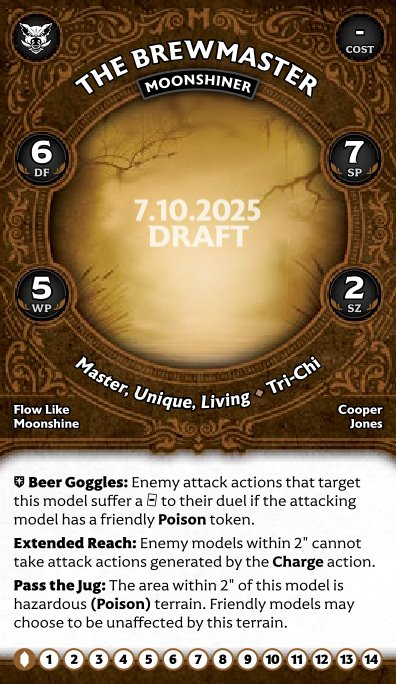 -
COST
THE BREWMASTER
MOONSHINER
6
DF
7
SP
7.10.2025
DRAFT
5
WP
2
SZ
Master, Unique, Living ◆ Tri-Chi
Flow Like
Moonshine
Cooper
Jones
Beer Goggles: Enemy attack actions that target
this model suffer a to their duel if the attacking
model has a friendly Poison token.
Extended Reach: Enemy models within 2" cannot
take attack actions generated by the Charge action.
Pass the Jug: The area within 2" of this model is
hazardous (Poison) terrain. Friendly models may
choose to be unaffected by this terrain.
1 2 3 4 5 6 7 8 9 10 11 12 13 14